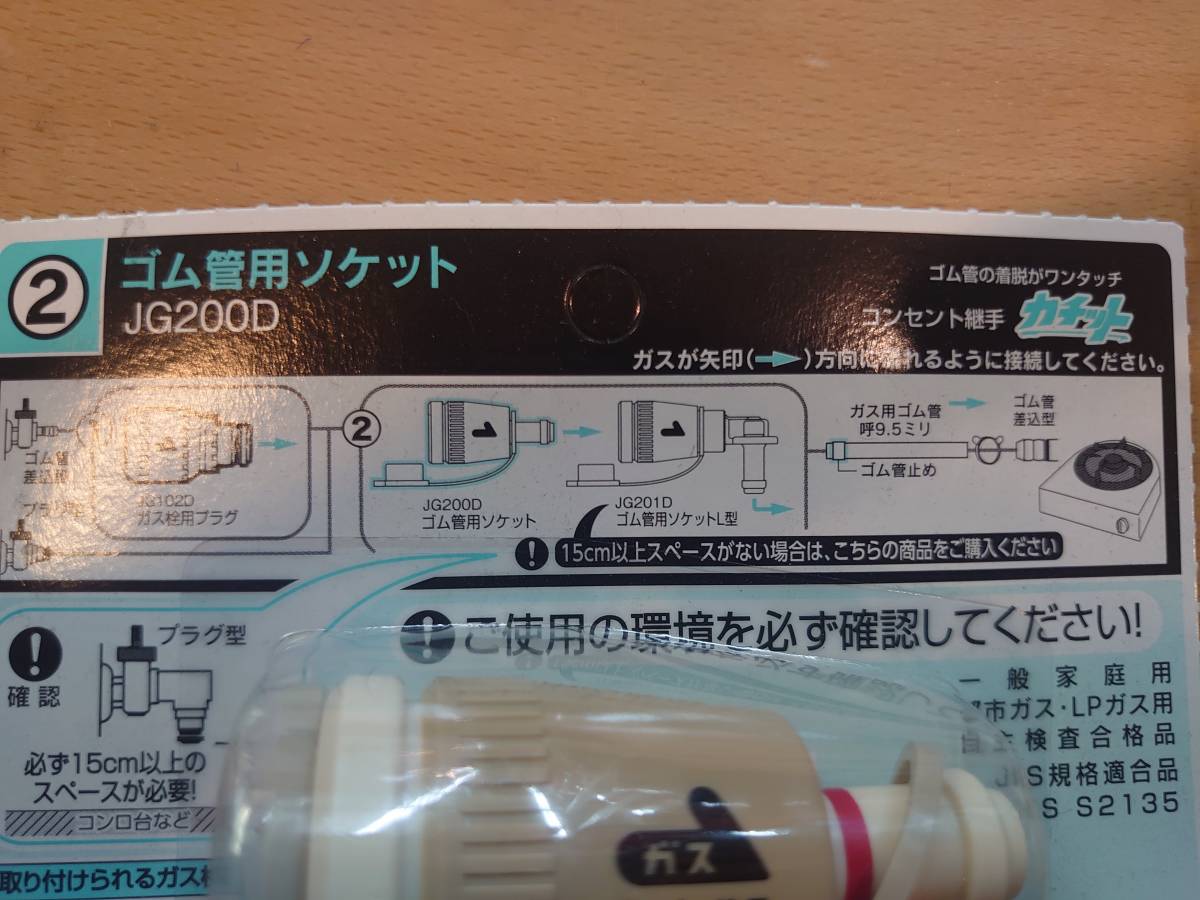 ②
ゴム管用ソケット
JG200D
ゴム管の着脱がワンタッチ
コンセント継手 カチット
ガスが矢印(→)方向に流れるように接続してください。
ゴム管
差込型
プラグ型
JG102D
ガス栓用プラグ
②
JG200D
ゴム管用ソケット
JG201D
ゴム管用ソケットL型
ガス用ゴム管
呼9.5ミリ
ゴム管止め
ゴム管
差込型
! 15cm以上スペースがない場合は、こちらの商品をご購入ください
! ご使用の環境を必ず確認してください!
!
確認
プラグ型
必ず15cm以上の
スペースが必要!
コンロ台など
取り付けられるガス栓
一般家庭用
都市ガス・LPガス用
自主検査合格品
JIS規格適合品
S S2135
ガス